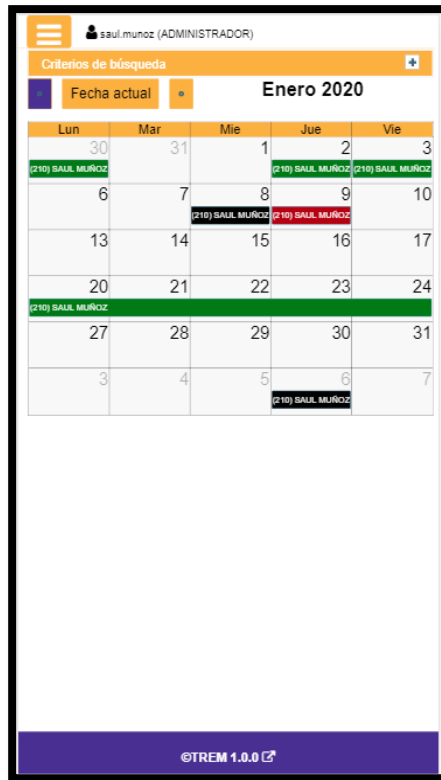 saul.munoz (ADMINISTRADOR)
Criterios de búsqueda
Fecha actual
Enero 2020
Lun Mar Mie Jue Vie
30 31 1 2 3
(210) SAUL MUÑOZ (210) SAUL MUÑOZ (210) SAUL MUÑOZ
6 7 8 9 10
(210) SAUL MUÑOZ (210) SAUL MUÑOZ
13 14 15 16 17
20 21 22 23 24
(210) SAUL MUÑOZ
27 28 29 30 31
3 4 5 6 7
(210) SAUL MUÑOZ
©TREM 1.0.0